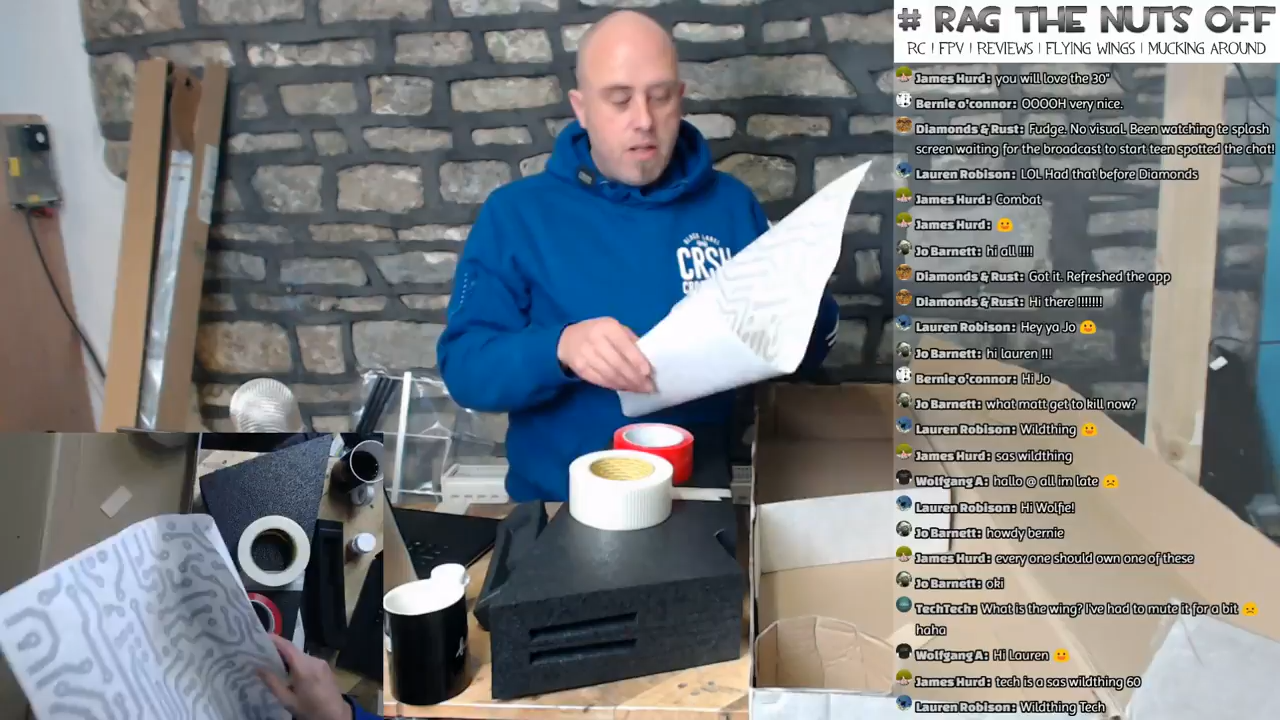 # RAG THE NUTS OFF
RC | FPV | REVIEWS | FLYING WINGS | MUCKING AROUND
James Hurd: you will love the 30"
Bernie o'connor: OOOOH very nice.
Diamonds & Rust: Fudge. No visual. Been watching te splash
screen waiting for the broadcast to start teen spotted the chat!
Lauren Robison: LOL Had that before Diamonds
James Hurd: Combat
James Hurd: 🙂
Jo Barnett: hi all !!!!
Diamonds & Rust: Got it. Refreshed the app
Diamonds & Rust: Hi there !!!!!!!
Lauren Robison: Hey ya Jo 🙂
Jo Barnett: hi lauren !!!
Bernie o'connor: Hi Jo
Jo Barnett: what matt get to kill now?
Lauren Robison: Wildthing 🙂
James Hurd: sas wildthing
Wolfgang A: hallo @ all im late ☹️
Lauren Robison: Hi Wolfie!
Jo Barnett: howdy bernie
James Hurd: every one should own one of these
Jo Barnett: oki
TechTech: What is the wing? I've had to mute it for a bit ☹️
haha
Wolfgang A: Hi Lauren 🙂
James Hurd: tech is a sas wildthing 60
Lauren Robison: Wildthing Tech
CRSH